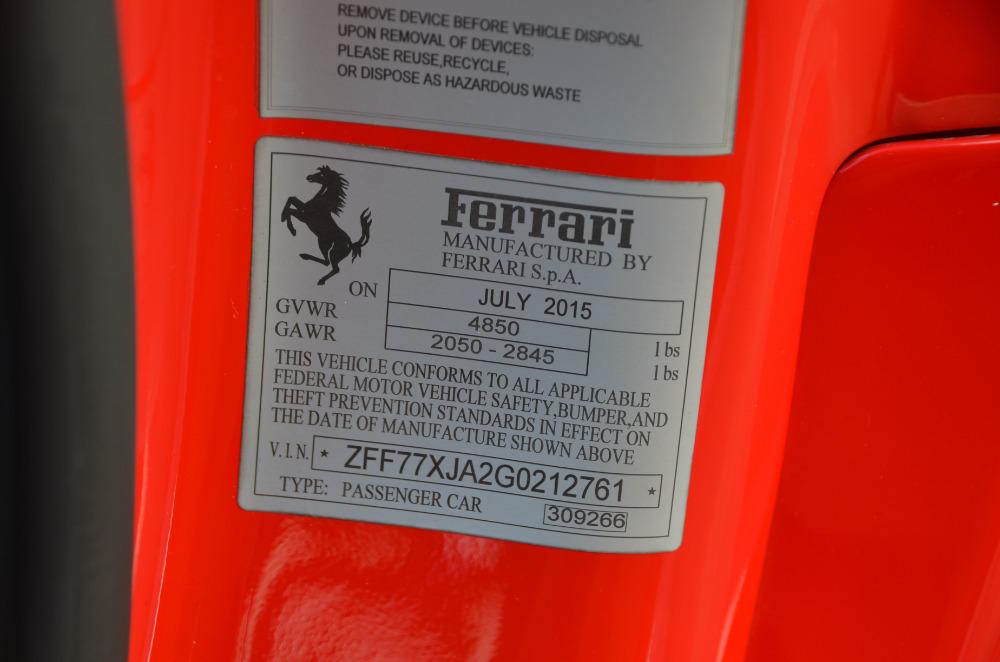 REMOVE DEVICE BEFORE VEHICLE DISPOSAL
UPON REMOVAL OF DEVICES:
PLEASE REUSE,RECYCLE,
OR DISPOSE AS HAZARDOUS WASTE
Ferrari
MANUFACTURED BY
FERRARI S.p.A.
ON JULY 2015
GVWR 4850 lbs
GAWR 2050 - 2845 lbs
THIS VEHICLE CONFORMS TO ALL APPLICABLE
FEDERAL MOTOR VEHICLE SAFETY,BUMPER,AND
THEFT PREVENTION STANDARDS IN EFFECT ON
THE DATE OF MANUFACTURE SHOWN ABOVE
V.I.N. * ZFF77XJA2G0212761 *
TYPE: PASSENGER CAR 309266